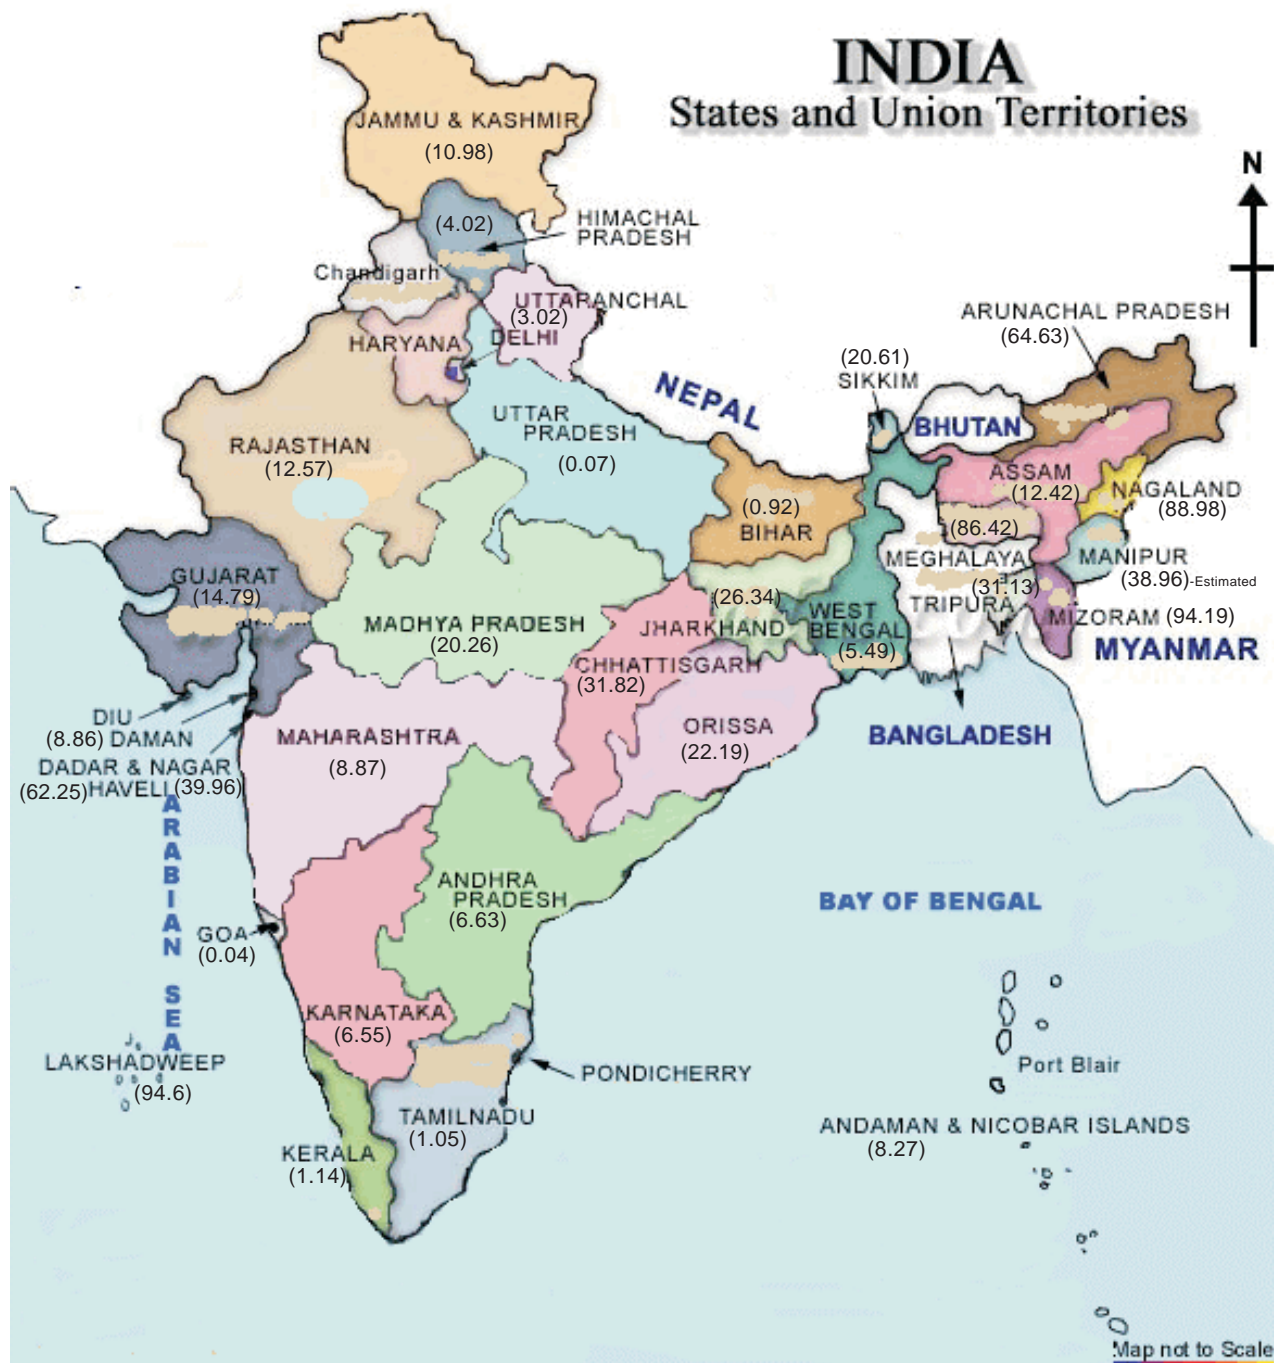 INDIA
States and Union Territories
N
JAMMU & KASHMIR
(10.98)
(4.02)
HIMACHAL
PRADESH
Chandigarh
UTTARANCHAL
(3.02)
HARYANA
DELHI
ARUNACHAL PRADESH
(64.63)
(20.61)
SIKKIM
NEPAL
BHUTAN
UTTAR
PRADESH
(0.07)
RAJASTHAN
(12.57)
ASSAM
(12.42)
NAGALAND
(88.98)
(0.92)
BIHAR
(86.42)
MEGHALAYA
MANIPUR
(38.96)-Estimated
GUJARAT
(14.79)
(31.13)
TRIPURA
MIZORAM (94.19)
MYANMAR
MADHYA PRADESH
(20.26)
(26.34)
JHARKHAND
WEST
BENGAL
(5.49)
CHHATTISGARH
(31.82)
ORISSA
(22.19)
BANGLADESH
DIU
(8.86) DAMAN
DADAR & NAGAR
(62.25) HAVELI (39.96)
MAHARASHTRA
(8.87)
ARABIAN SEA
ANDHRA
PRADESH
(6.63)
BAY OF BENGAL
GOA
(0.04)
KARNATAKA
(6.55)
LAKSHADWEEP
(94.6)
PONDICHERRY
Port Blair
TAMILNADU
(1.05)
ANDAMAN & NICOBAR ISLANDS
(8.27)
KERALA
(1.14)
Map not to Scale